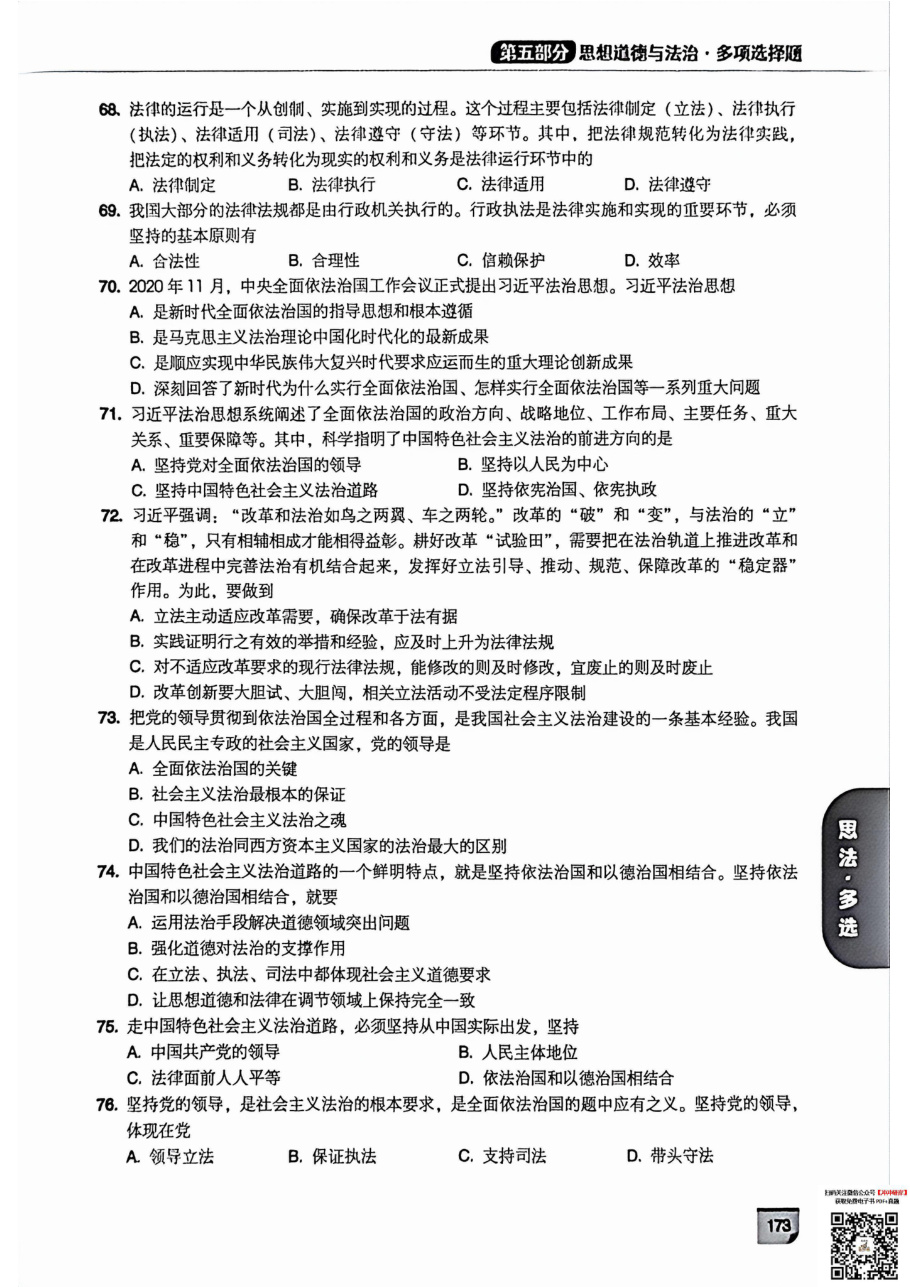 第五部分 思想道德与法治·多项选择题
68. 法律的运行是一个从创制、实施到实现的过程。这个过程主要包括法律制定（立法）、法律执行
（执法）、法律适用（司法）、法律遵守（守法）等环节。其中，把法律规范转化为法律实践，
把法定的权利和义务转化为现实的权利和义务是法律运行环节中的
A. 法律制定 B. 法律执行 C. 法律适用 D. 法律遵守
69. 我国大部分的法律法规都是由行政机关执行的。行政执法是法律实施和实现的重要环节，必须
坚持的基本原则有
A. 合法性 B. 合理性 C. 信赖保护 D. 效率
70. 2020 年 11 月，中央全面依法治国工作会议正式提出习近平法治思想。习近平法治思想
A. 是新时代全面依法治国的指导思想和根本遵循
B. 是马克思主义法治理论中国化时代化的最新成果
C. 是顺应实现中华民族伟大复兴时代要求应运而生的重大理论创新成果
D. 深刻回答了新时代为什么实行全面依法治国、怎样实行全面依法治国等一系列重大问题
71. 习近平法治思想系统阐述了全面依法治国的政治方向、战略地位、工作布局、主要任务、重大
关系、重要保障等。其中，科学指明了中国特色社会主义法治的前进方向的是
A. 坚持党对全面依法治国的领导 B. 坚持以人民为中心
C. 坚持中国特色社会主义法治道路 D. 坚持依宪治国、依宪执政
72. 习近平强调：“改革和法治如鸟之两翼、车之两轮。”改革的“破”和“变”，与法治的“立”
和“稳”，只有相辅相成才能相得益彰。耕好改革“试验田”，需要把在法治轨道上推进改革和
在改革进程中完善法治有机结合起来，发挥好立法引导、推动、规范、保障改革的“稳定器”
作用。为此，要做到
A. 立法主动适应改革需要，确保改革于法有据
B. 实践证明行之有效的举措和经验，应及时上升为法律法规
C. 对不适应改革要求的现行法律法规，能修改的则及时修改，宜废止的则及时废止
D. 改革创新要大胆试、大胆闯，相关立法活动不受法定程序限制
73. 把党的领导贯彻到依法治国全过程和各方面，是我国社会主义法治建设的一条基本经验。我国
是人民民主专政的社会主义国家，党的领导是
A. 全面依法治国的关键
B. 社会主义法治最根本的保证
C. 中国特色社会主义法治之魂
D. 我们的法治同西方资本主义国家的法治最大的区别
74. 中国特色社会主义法治道路的一个鲜明特点，就是坚持依法治国和以德治国相结合。坚持依法
治国和以德治国相结合，就要
A. 运用法治手段解决道德领域突出问题
B. 强化道德对法治的支撑作用
C. 在立法、执法、司法中都体现社会主义道德要求
D. 让思想道德和法律在调节领域上保持完全一致
75. 走中国特色社会主义法治道路，必须坚持从中国实际出发，坚持
A. 中国共产党的领导 B. 人民主体地位
C. 法律面前人人平等 D. 依法治国和以德治国相结合
76. 坚持党的领导，是社会主义法治的根本要求，是全面依法治国的题中应有之义。坚持党的领导，
体现在党
A. 领导立法 B. 保证执法 C. 支持司法 D. 带头守法
思法·多选
扫码关注微信公众号【冲冲研资】
获取免费电子书.PDF+真题
173